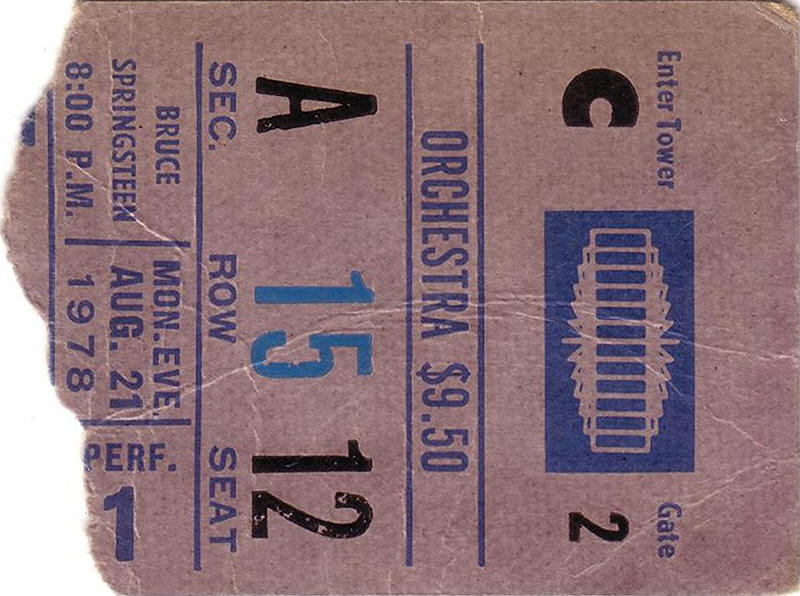 Enter Tower Gate
C 2
ORCHESTRA $9.50
A 15 12
SEC. ROW SEAT
BRUCE MON.EVE. PERF.
SPRINGSTEEN AUG. 21 1
8:00 P.M. 1978